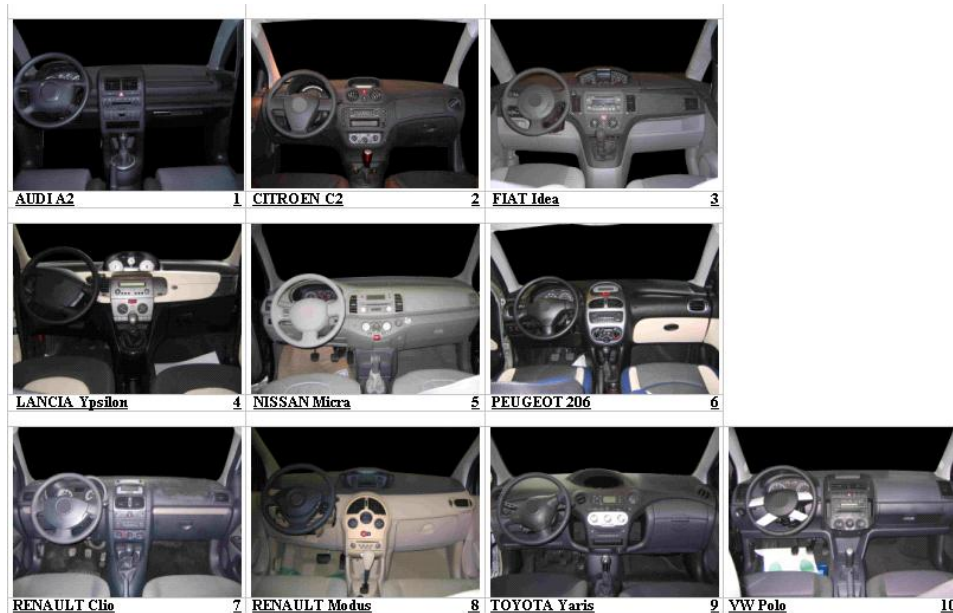 AUDI A2 1
CITROEN C2 2
FIAT Idea 3
LANCIA Ypsilon 4
NISSAN Micra 5
PEUGEOT 206 6
RENAULT Clio 7
RENAULT Modus 8
TOYOTA Yaris 9
VW Polo 10